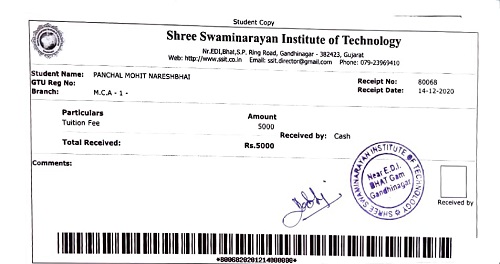 Student Copy
Shree Swaminarayan Institute of Technology
Nr.EDI,Bhat,S.P. Ring Road, Gandhinagar - 382423, Gujarat
Web: http://www.ssit.co.in Email: ssit.director@gmail.com Phone: 079-23969410
Student Name: PANCHAL MOHIT NARESHBHAI
GTU Reg No: Receipt No: 80068
Branch: M.C.A - 1 - Receipt Date: 14-12-2020
Particulars Amount
Tuition Fee 5000
Received by: Cash
Total Received: Rs.5000
Comments:
SHREE SWAMINARAYAN INSTITUTE OF TECHNOLOGY
Near E.D.I.
BHAT Gam
Gandhinagar
Received by
*8006820201214000000*